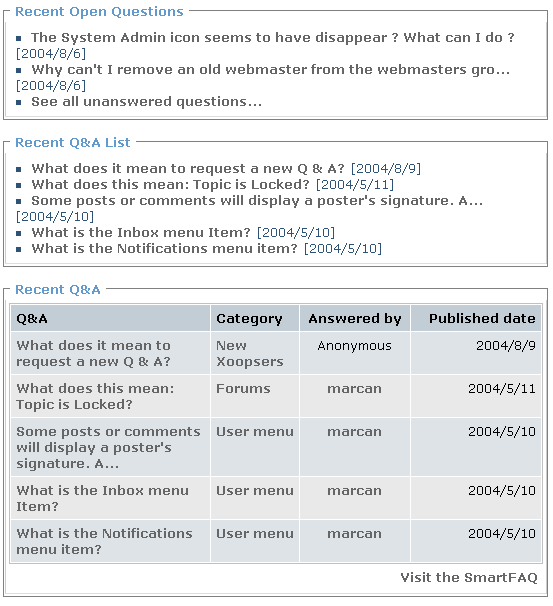 Recent Open Questions
The System Admin icon seems to have disappear ? What can I do ?
[2004/8/6]
Why can't I remove an old webmaster from the webmasters gro...
[2004/8/6]
See all unanswered questions...
Recent Q&A List
What does it mean to request a new Q & A? [2004/8/9]
What does this mean: Topic is Locked? [2004/5/11]
Some posts or comments will display a poster's signature. A...
[2004/5/10]
What is the Inbox menu Item? [2004/5/10]
What is the Notifications menu item? [2004/5/10]
Recent Q&A
Q&A Category Answered by Published date
What does it mean to New Anonymous 2004/8/9
request a new Q & A? Xoopsers
What does this mean: Forums marcan 2004/5/11
Topic is Locked?
Some posts or comments User menu marcan 2004/5/10
will display a poster's
signature. A...
What is the Inbox menu User menu marcan 2004/5/10
Item?
What is the Notifications User menu marcan 2004/5/10
menu item?
Visit the SmartFAQ